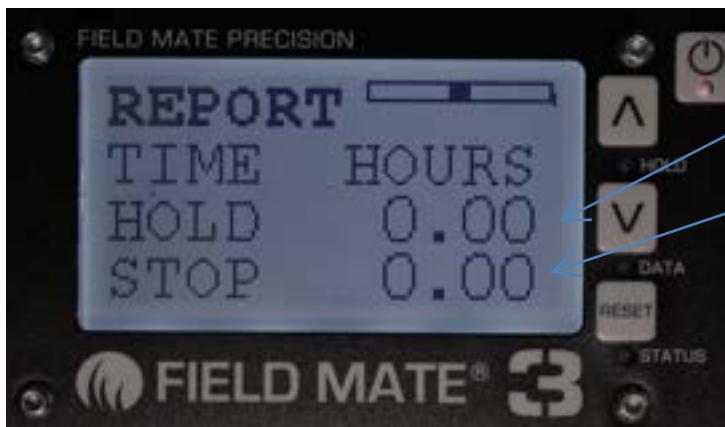 FIELD MATE PRECISION
REPORT
TIME HOURS
HOLD 0.00
STOP 0.00
HOLD
DATA
RESET
STATUS
FIELD MATE® 3